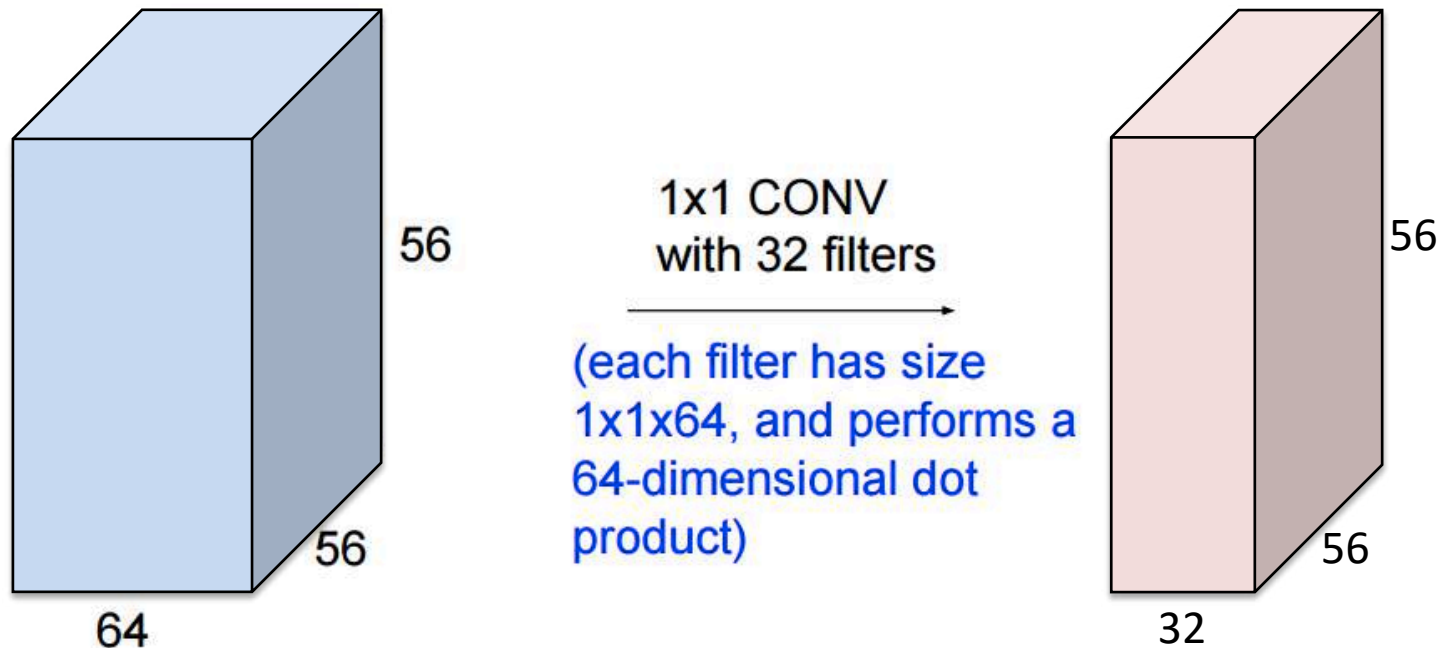 56
56
64
1x1 CONV
with 32 filters
(each filter has size
1x1x64, and performs a
64-dimensional dot
product)
56
56
32